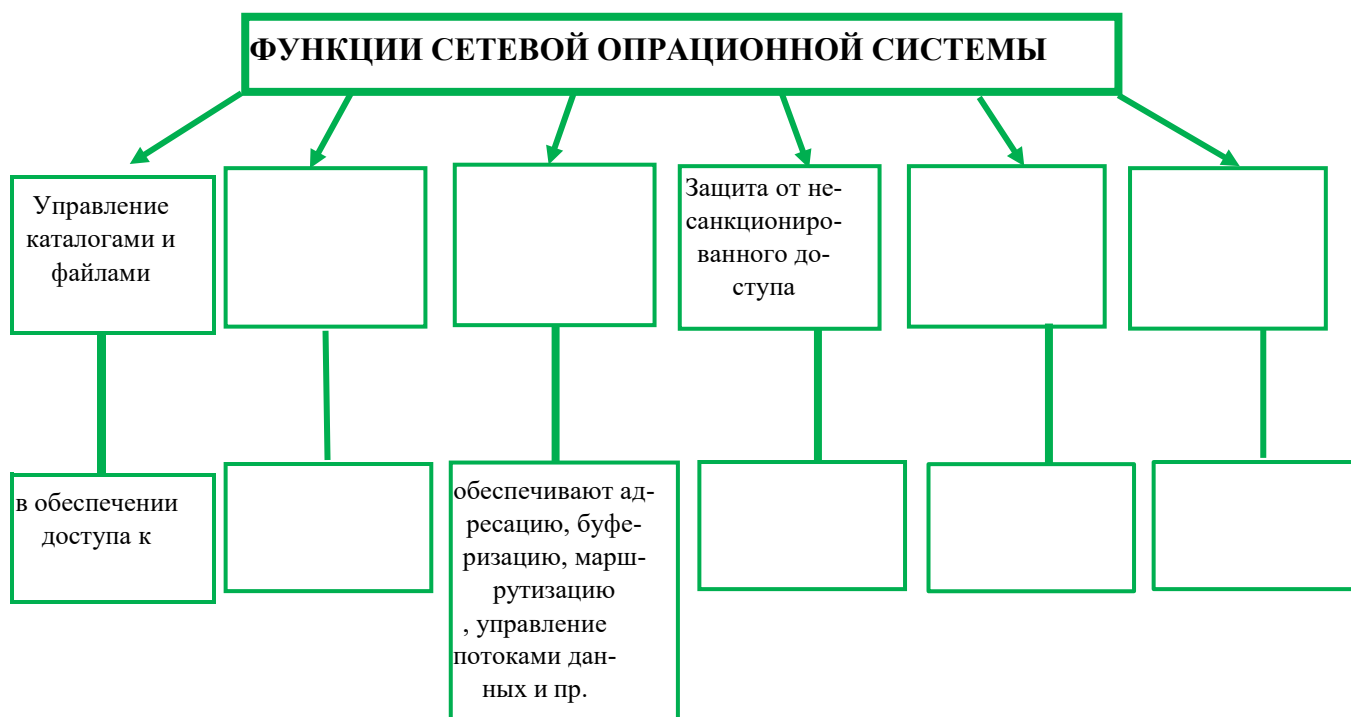 ФУНКЦИИ СЕТЕВОЙ ОПРАЦИОННОЙ СИСТЕМЫ
Управление
каталогами и
файлами
Защита от не-
санкциониро-
ванного до-
ступа
в обеспечении
доступа к
обеспечивают ад-
ресацию, буфе-
ризацию, марш-
рутизацию
, управление
потоками дан-
ных и пр.